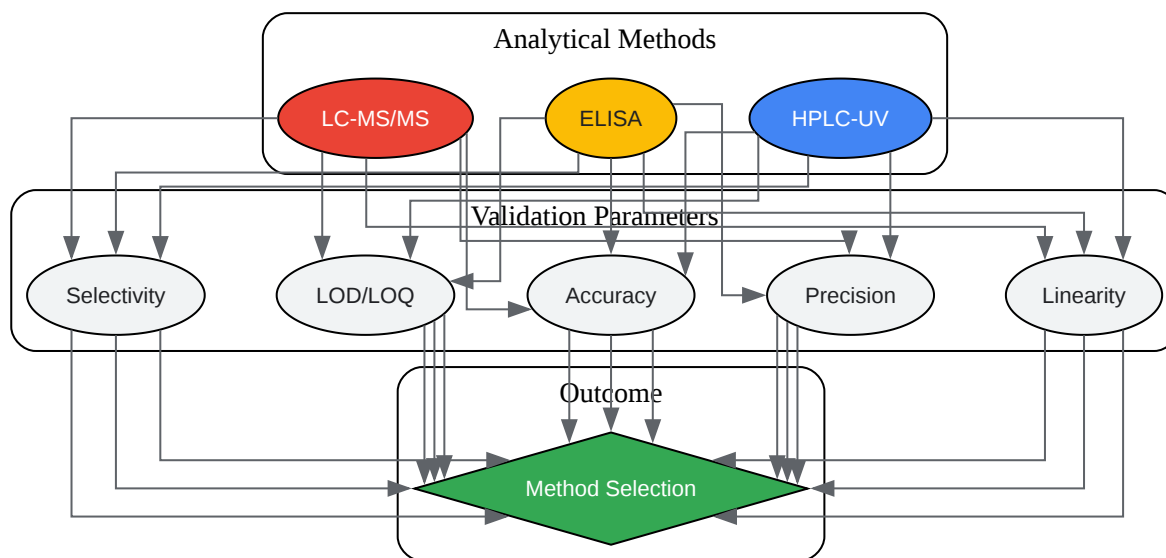 Analytical Methods
LC-MS/MS
ELISA
HPLC-UV
Validation Parameters
Selectivity
LOD/LOQ
Accuracy
Precision
Linearity
Outcome
Method Selection